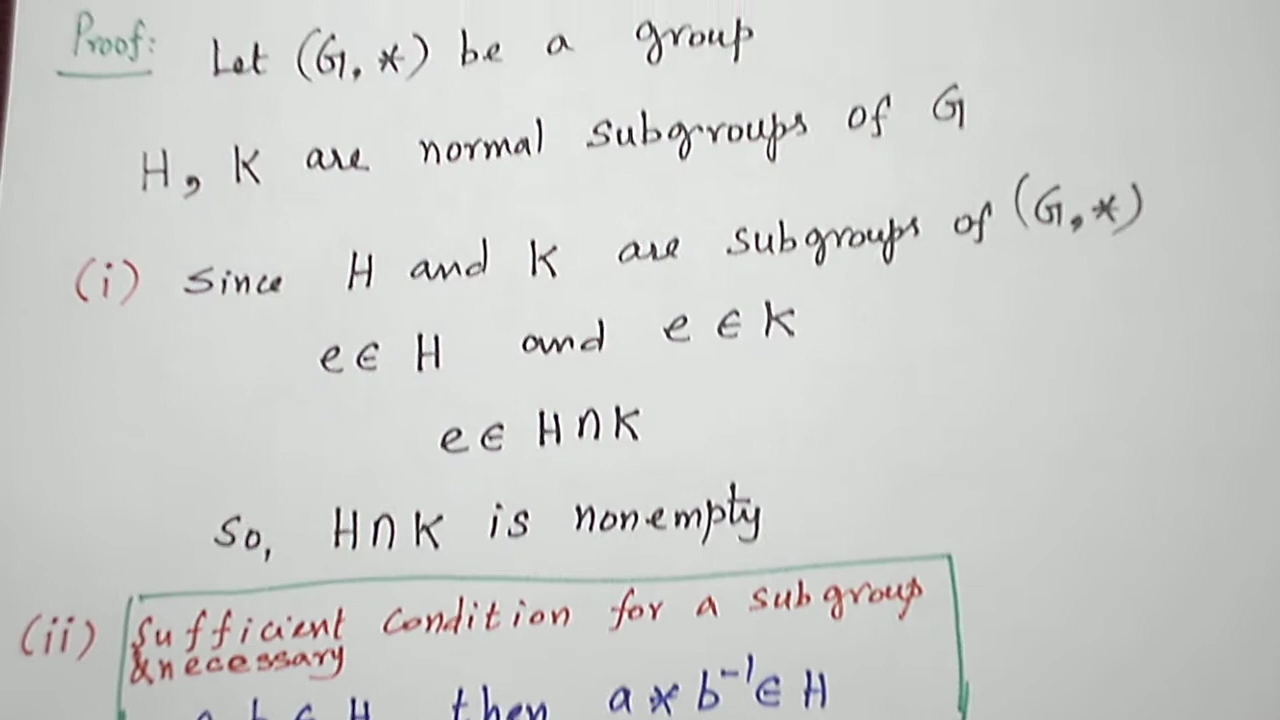 Proof: Let (G, *) be a group
H, K are normal subgroups of G
(i) Since H and K are subgroups of (G, *)
e ∈ H and e ∈ K
e ∈ H ∩ K
So, H ∩ K is nonempty
(ii) Sufficient condition for a subgroup
& necessary
a, b ∈ H then a * b⁻¹ ∈ H